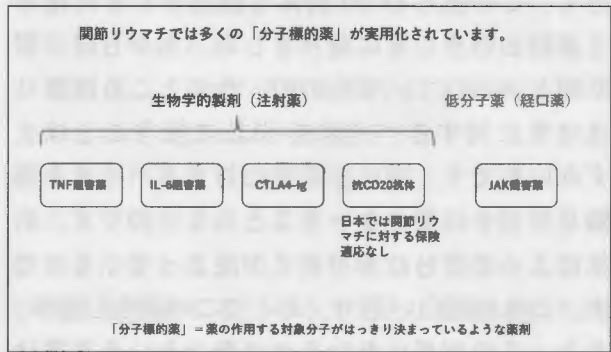 関節リウマチでは多くの「分子標的薬」が実用化されています。
生物学的製剤（注射薬）
低分子薬（経口薬）
TNF阻害薬
IL-6阻害薬
CTLA4-Ig
抗CD20抗体
JAK阻害薬
日本では関節リウ
マチに対する保険
適応なし
「分子標的薬」＝薬の作用する対象分子がはっきり決まっているような薬剤